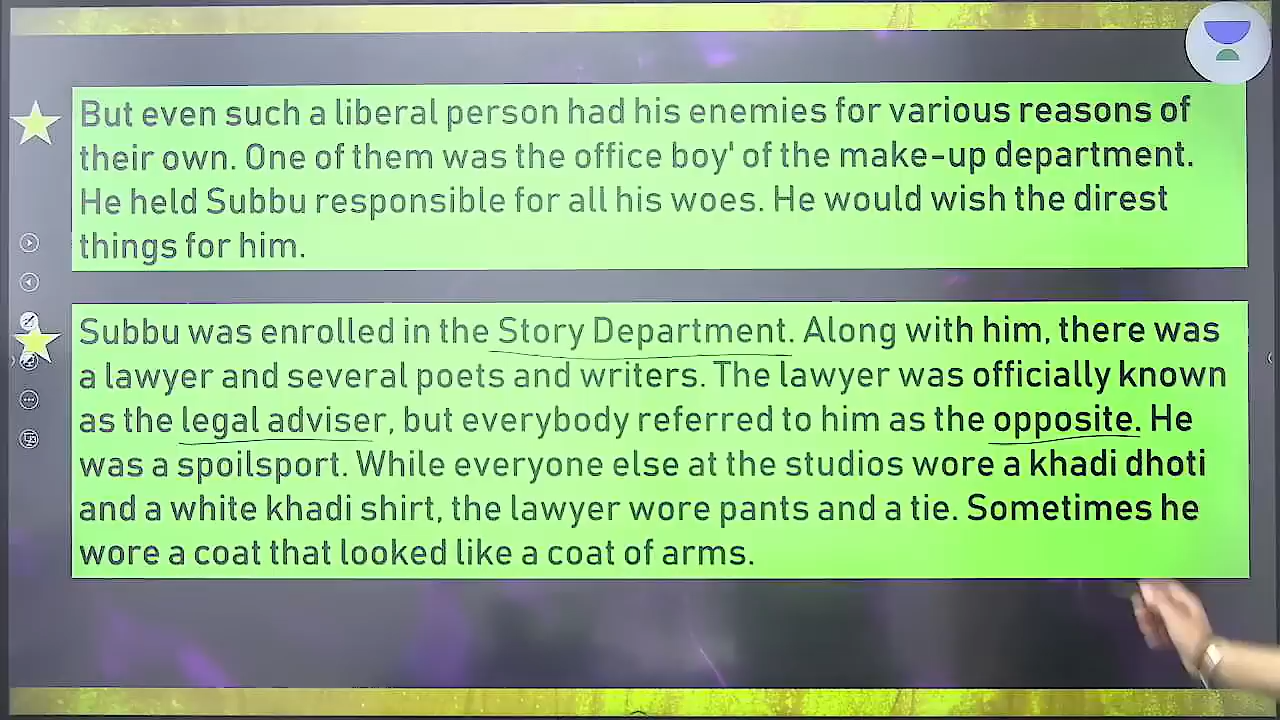 But even such a liberal person had his enemies for various reasons of
their own. One of them was the office boy' of the make-up department.
He held Subbu responsible for all his woes. He would wish the direst
things for him.
Subbu was enrolled in the Story Department. Along with him, there was
a lawyer and several poets and writers. The lawyer was officially known
as the legal adviser, but everybody referred to him as the opposite. He
was a spoilsport. While everyone else at the studios wore a khadi dhoti
and a white khadi shirt, the lawyer wore pants and a tie. Sometimes he
wore a coat that looked like a coat of arms.